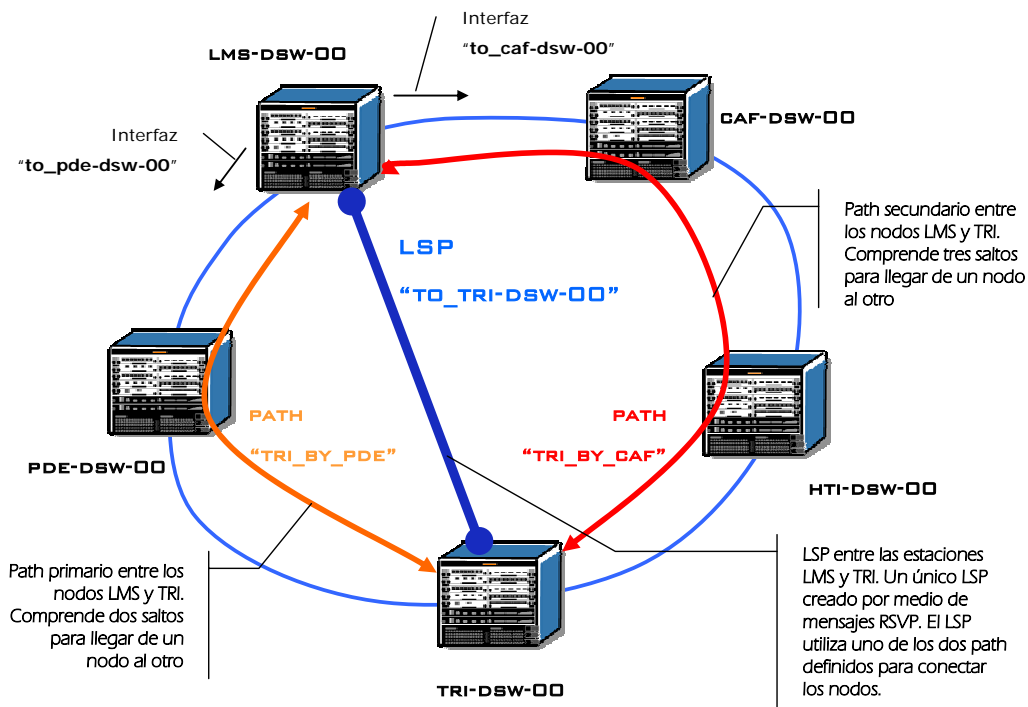 Interfaz
“to_caf-dsw-00”
LMS-DSW-00
CAF-DSW-00
Interfaz
“to_pde-dsw-00”
Path secundario entre
los nodos LMS y TRI.
Comprende tres saltos
para llegar de un nodo
al otro
LSP
“TO_TRI-DSW-00”
PATH
“TRI_BY_PDE”
PATH
“TRI_BY_CAF”
PDE-DSW-00
HTI-DSW-00
Path primario entre los
nodos LMS y TRI.
Comprende dos saltos
para llegar de un
nodo al otro
LSP entre las estaciones
LMS y TRI. Un único LSP
creado por medio de
mensajes RSVP. El LSP
utiliza uno de los dos path
definidos para conectar
los nodos.
TRI-DSW-00